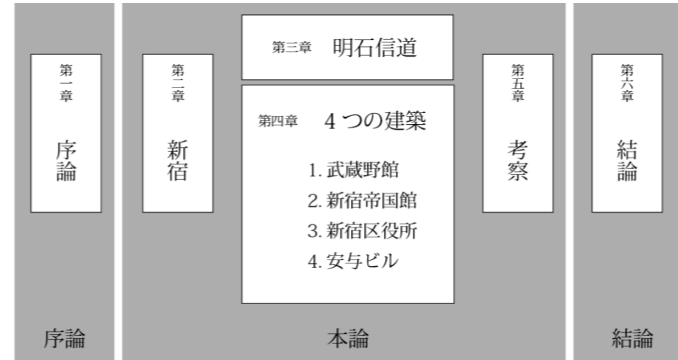 第一章 序論
第二章 新宿
第三章 明石信道
第四章 4つの建築
1. 武蔵野館
2. 新宿帝国館
3. 新宿区役所
4. 安与ビル
第五章 考察
第六章 結論
序論
本論
結論